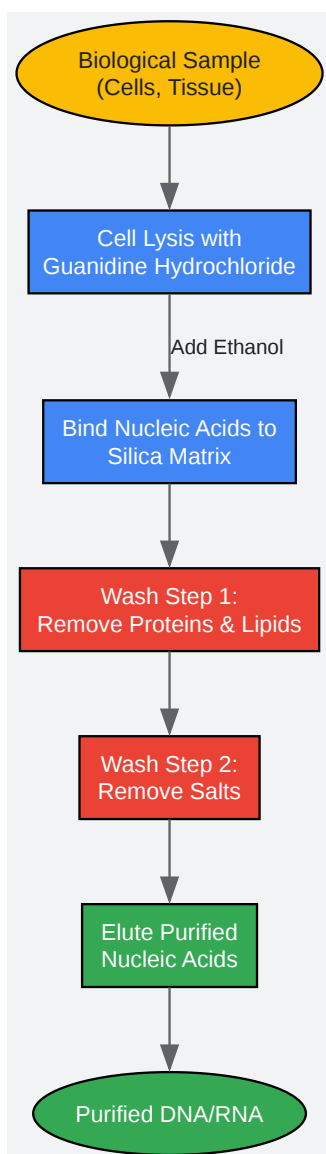 Biological Sample
(Cells, Tissue)
Cell Lysis with
Guanidine Hydrochloride
Add Ethanol
Bind Nucleic Acids to
Silica Matrix
Wash Step 1:
Remove Proteins & Lipids
Wash Step 2:
Remove Salts
Elute Purified
Nucleic Acids
Purified DNA/RNA